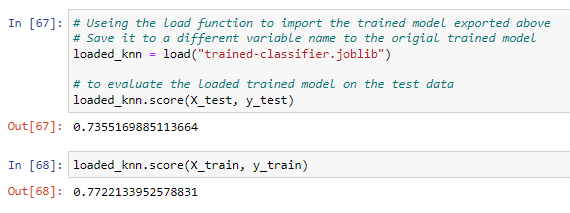 In [67]: # Useing the load function to import the trained model exported above
# Save it to a different variable name to the origial trained model
loaded_knn = load("trained-classifier.joblib")
# to evaluate the loaded trained model on the test data
loaded_knn.score(X_test, y_test)
Out[67]: 0.7355169885113664
In [68]: loaded_knn.score(X_train, y_train)
Out[68]: 0.7722133952578831